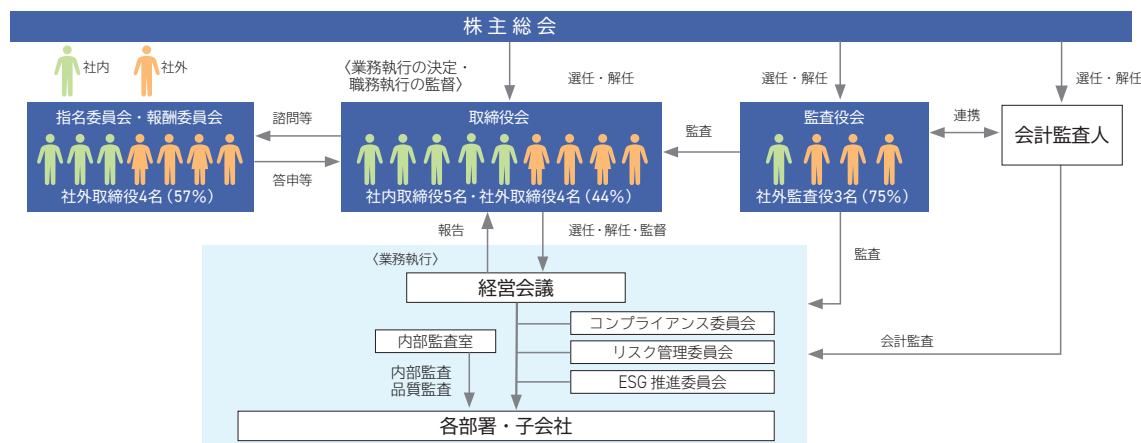 株主総会
社内
社外
〈業務執行の決定・
職務執行の監督〉
選任・解任
選任・解任
選任・解任
指名委員会・報酬委員会
社外取締役4名（57％）
諮問等
答申等
取締役会
社内取締役5名・社外取締役4名（44％）
監査
監査役会
社外監査役3名（75％）
連携
会計監査人
報告
選任・解任・監督
監査
〈業務執行〉
経営会議
コンプライアンス委員会
内部監査室
リスク管理委員会
会計監査
内部監査
品質監査
ESG 推進委員会
各部署・子会社